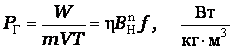 P_Г = W / mVT = ηB_Н^n f, Вт / кг · м³